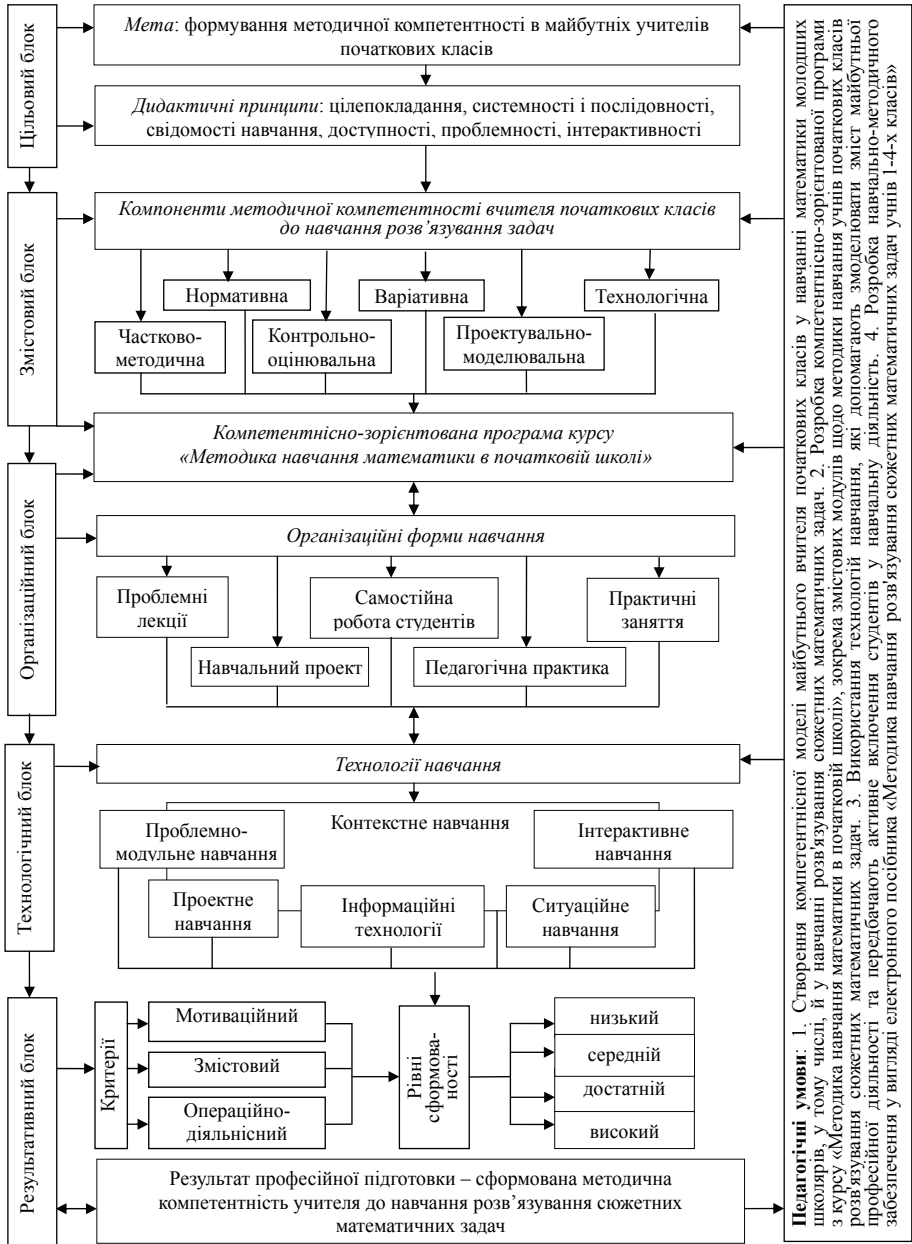 Цільовий блок
Мета: формування методичної компетентності в майбутніх учителів
початкових класів
Дидактичні принципи: цілепокладання, системності і послідовності,
свідомості навчання, доступності, проблемності, інтерактивності
Змістовий блок
Компоненти методичної компетентності вчителя початкових класів
до навчання розв’язування задач
Нормативна
Варіативна
Технологічна
Частково-
методична
Контрольно-
оцінювальна
Проектувально-
моделювальна
Компетентнісно-зорієнтована програма курсу
«Методика навчання математики в початковій школі»
Організаційний блок
Організаційні форми навчання
Проблемні
лекції
Самостійна
робота студентів
Практичні
заняття
Навчальний проект
Педагогічна практика
Технологічний блок
Технології навчання
Контекстне навчання
Проблемно-
модульне навчання
Інтерактивне
навчання
Проектне
навчання
Інформаційні
технології
Ситуаційне
навчання
Результативний блок
Критерії
Мотиваційний
Змістовий
Операційно-
діяльнісний
Рівні
сформова-
ності
низький
середній
достатній
високий
Результат професійної підготовки – сформована методична
компетентність учителя до навчання розв’язування сюжетних
математичних задач
Педагогічні умови: 1. Створення компетентнісної моделі майбутнього вчителя початкових класів у навчанні математики молодших
школярів, у тому числі, й у навчанні розв'язування сюжетних математичних задач. 2. Розробка компетентнісно-зорієнтованої програми
з курсу «Методика навчання математики в початковій школі», зокрема змістових модулів щодо методики навчання учнів початкових класів
розв'язування сюжетних математичних задач. 3. Використання технологій навчання, які допомагають змоделювати зміст майбутньої
професійної діяльності та передбачають активне включення студентів у навчальну діяльність. 4. Розробка навчально-методичного
забезпечення у вигляді електронного посібника «Методика навчання розв'язування сюжетних математичних задач учнів 1-4-х класів»